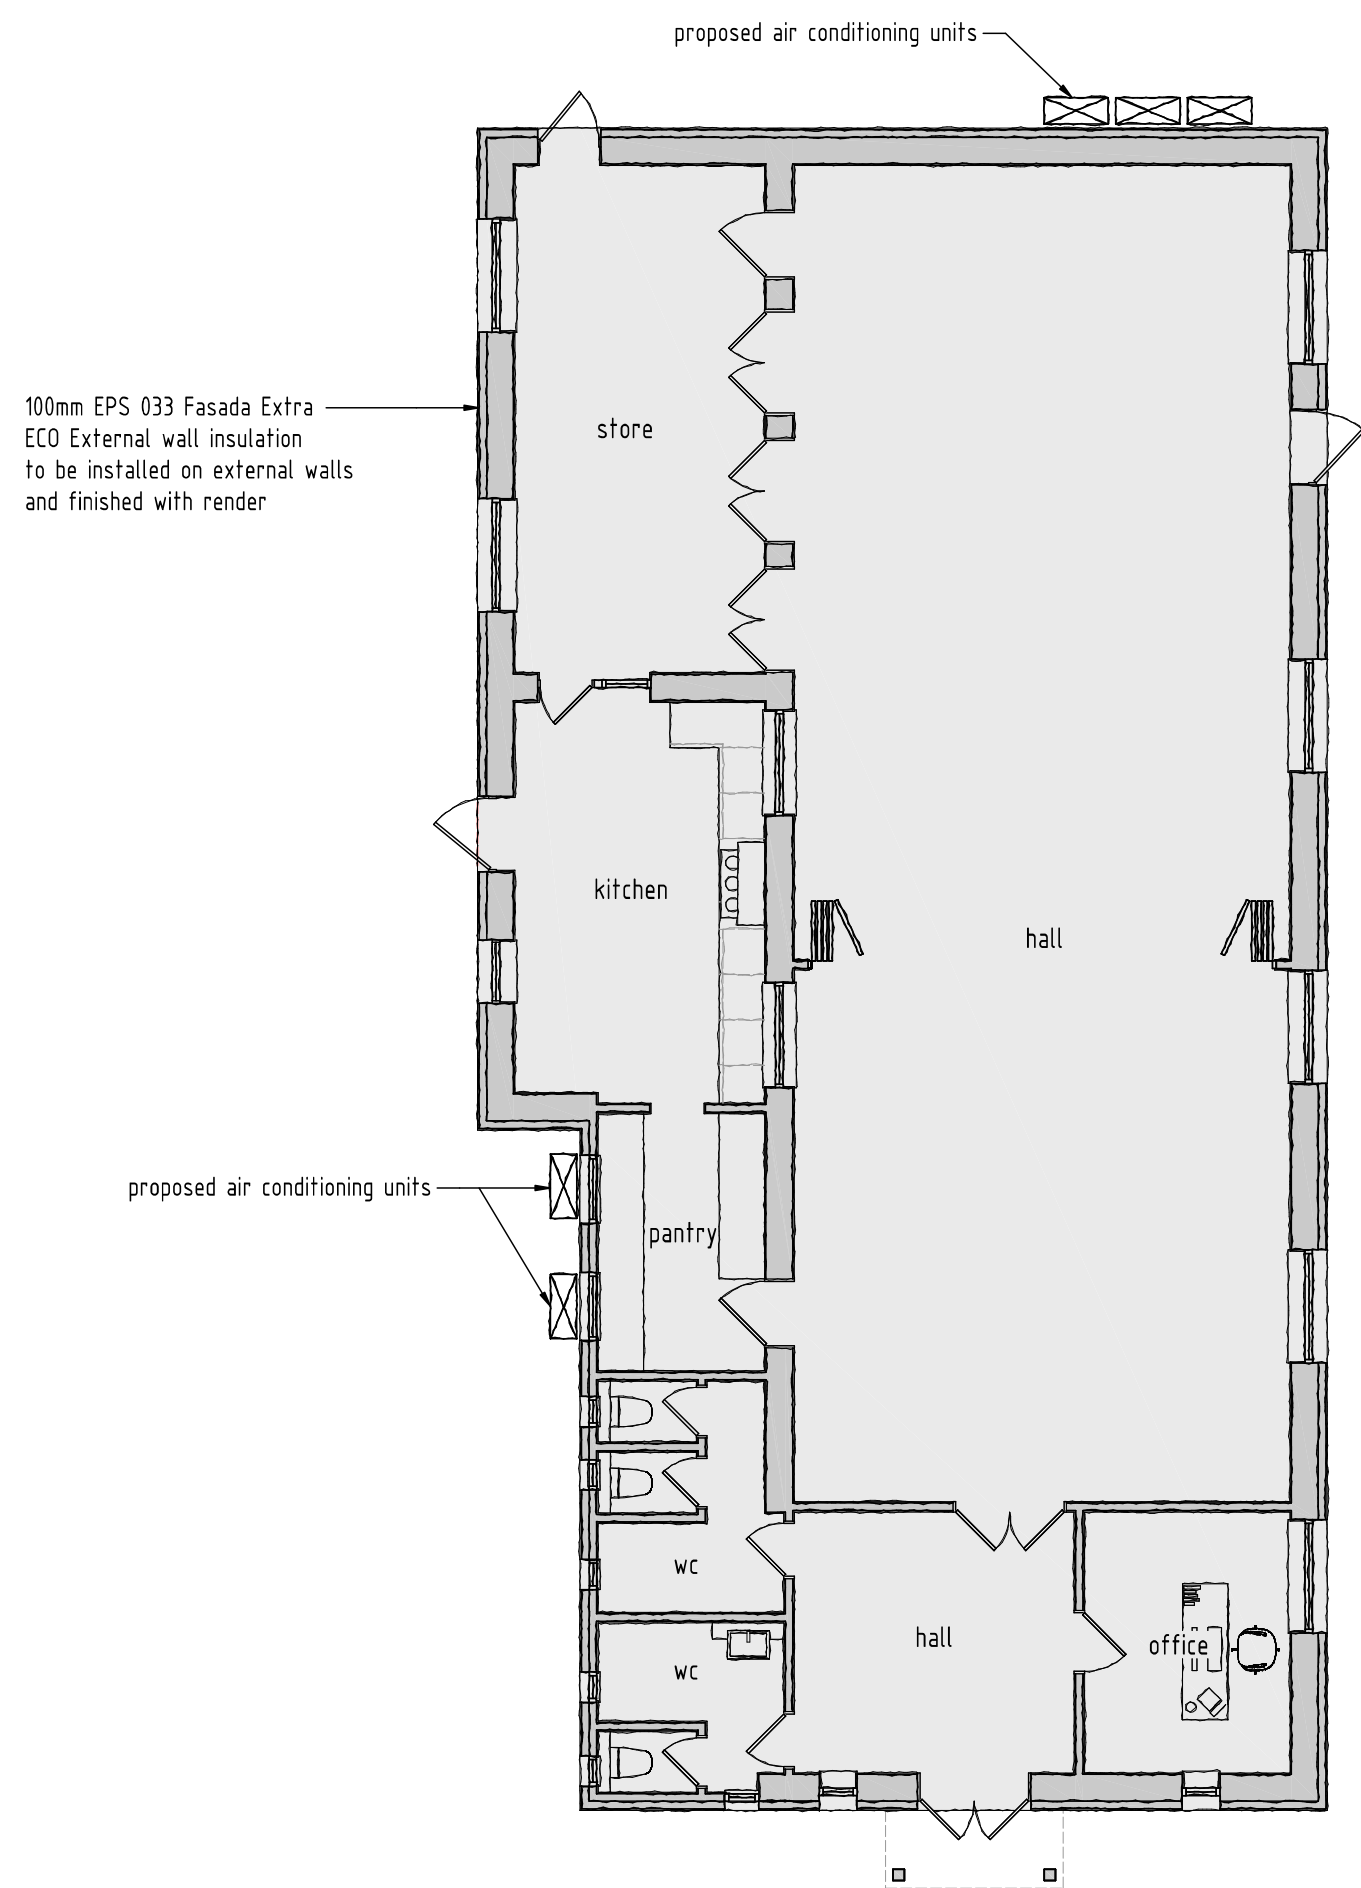 proposed air conditioning units
100mm EPS 033 Fasada Extra
ECO External wall insulation
to be installed on external walls
and finished with render
store
kitchen
hall
proposed air conditioning units
pantry
wc
hall
office
wc